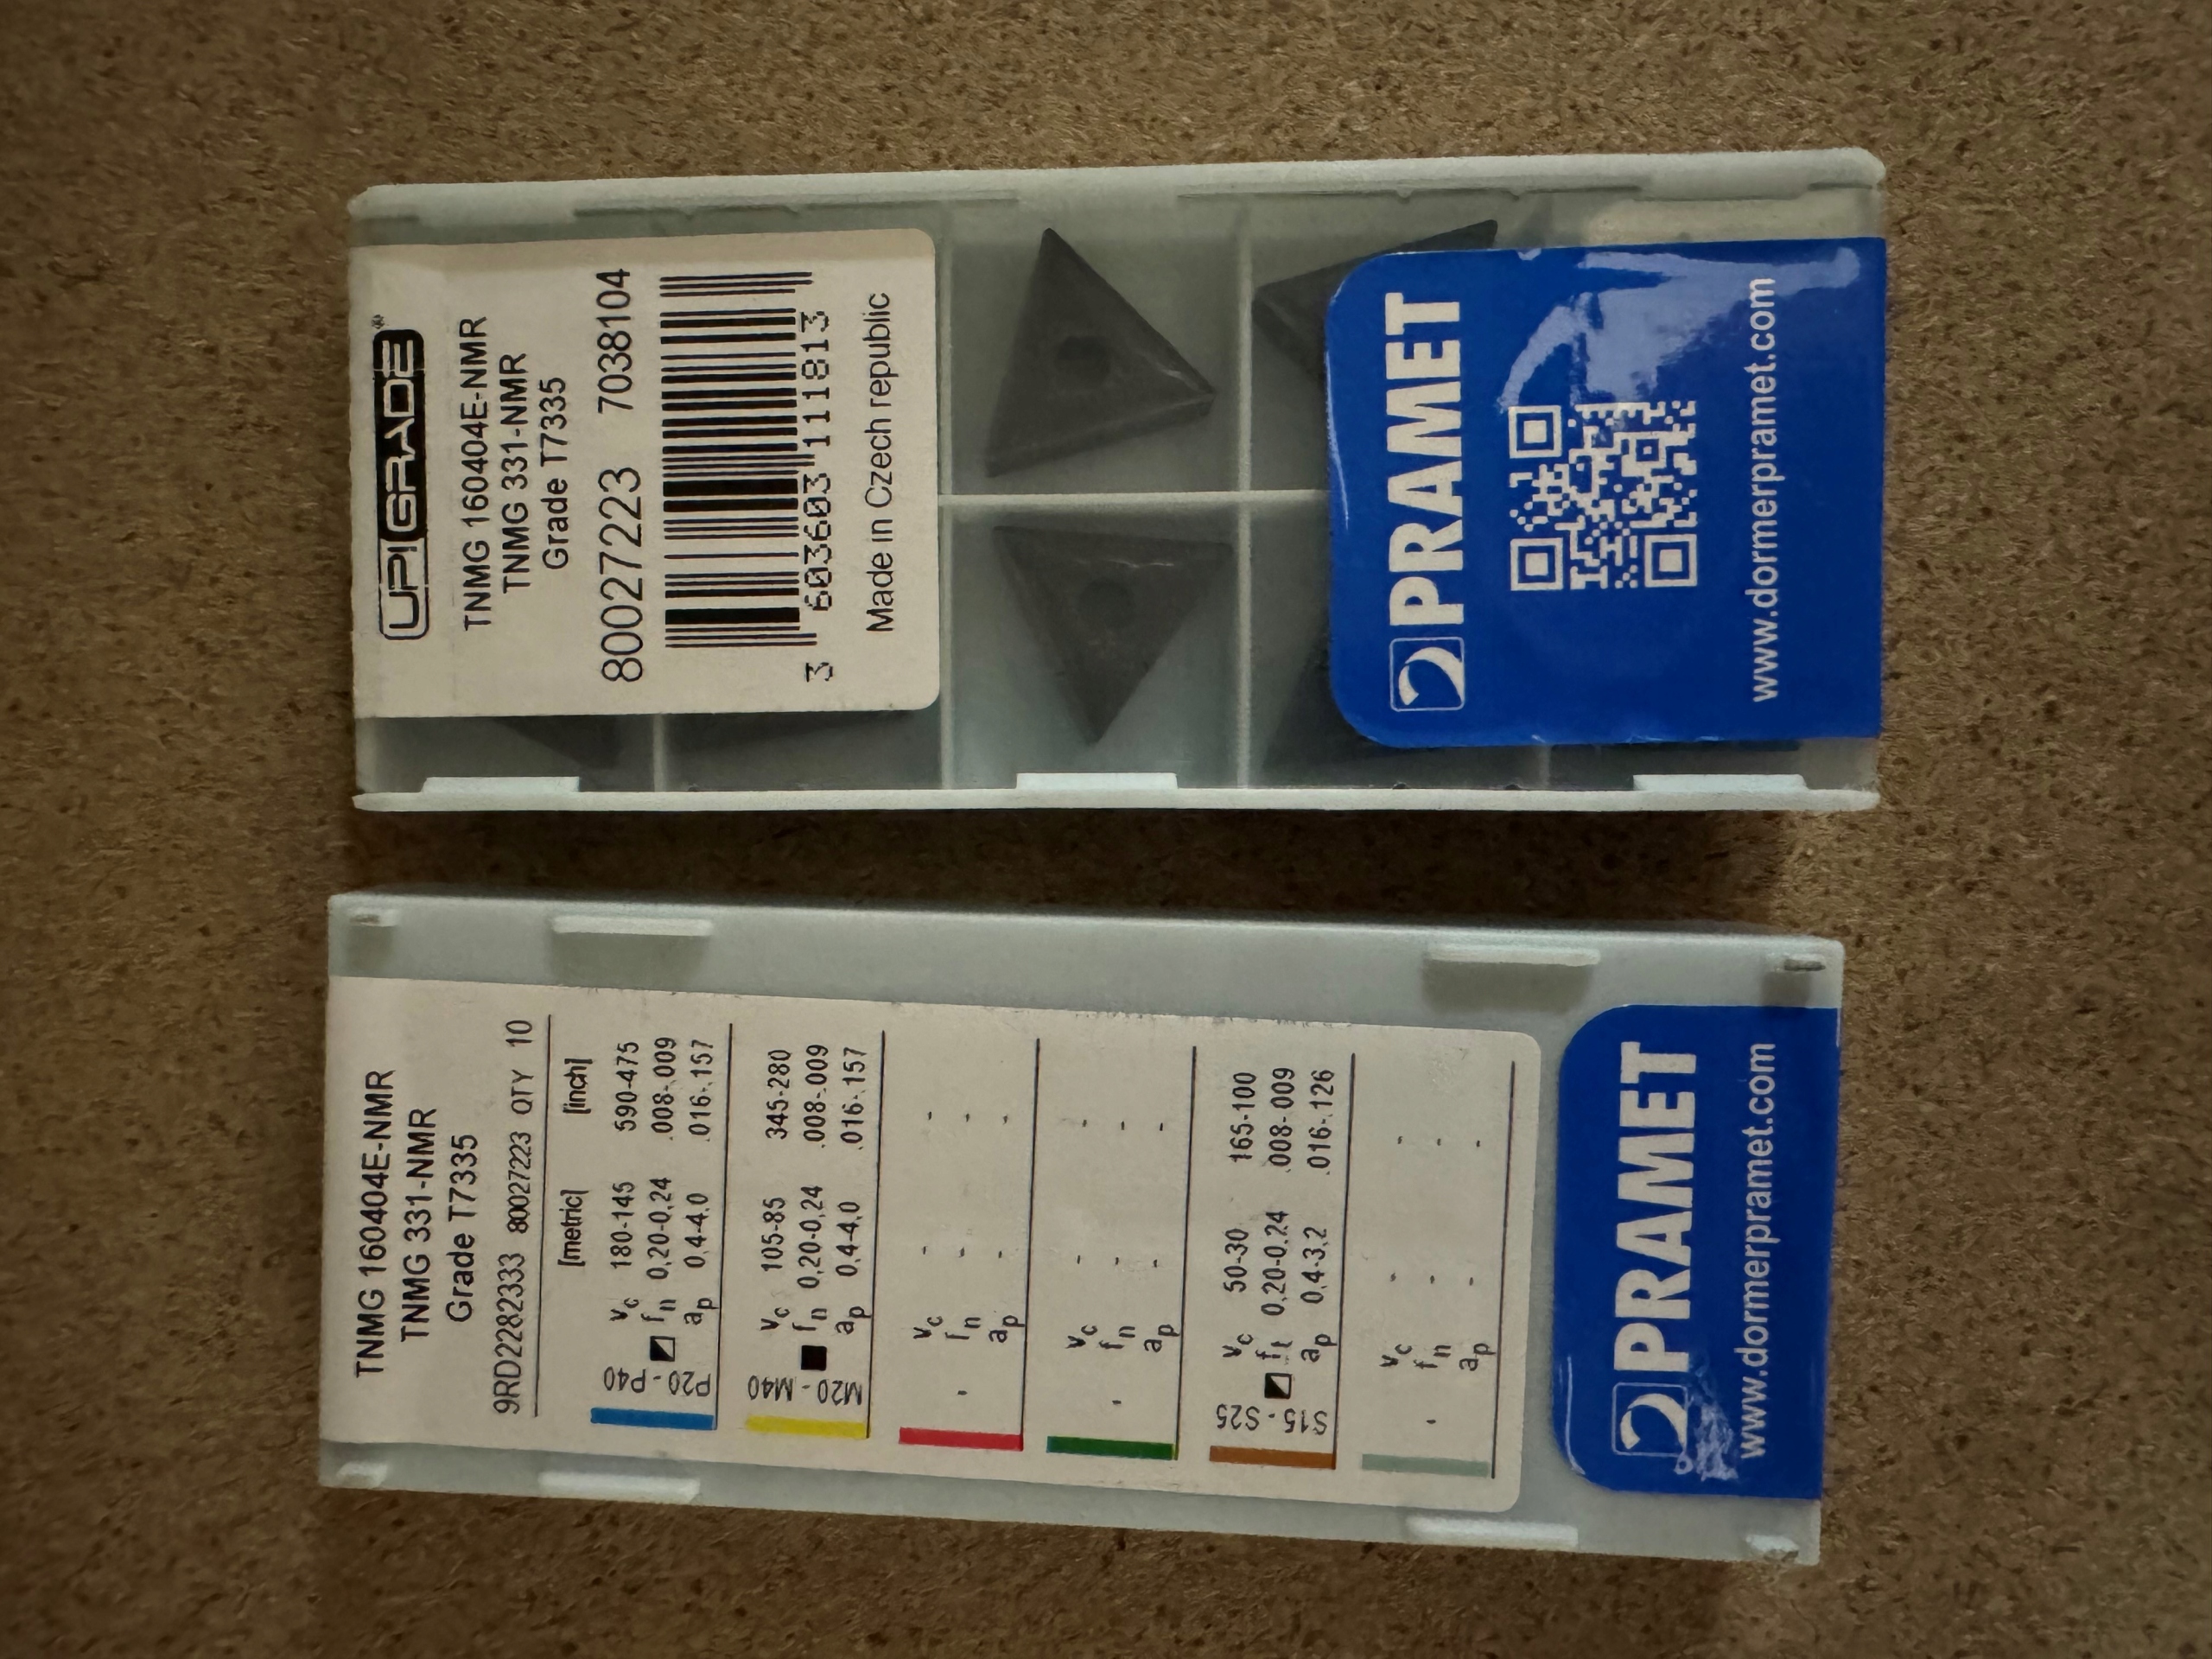 UP!GRADE®
TNMG 160404E-NMR
TNMG 331-NMR
Grade T7335
80027223 7038104
3 603603 111813
Made in Czech republic
PRAMET
www.dormerpramet.com
TNMG 160404E-NMR
TNMG 331-NMR
Grade T7335
9RD2282333 80027223 QTY 10
[metric] [inch]
P20 - P40
vc 180-145 590-475
fn 0,20-0,24 .008-.009
ap 0,4-4,0 .016-.157
M20 - M40
vc 105-85 345-280
fn 0,20-0,24 .008-.009
ap 0,4-4,0 .016-.157
- vc - -
fn - -
ap - -
- vc - -
fn - -
ap - -
S15 - S25
vc 50-30 165-100
ft 0,20-0,24 .008-.009
ap 0,4-3,2 .016-.126
- vc - -
fn - -
ap - -
PRAMET
www.dormerpramet.com